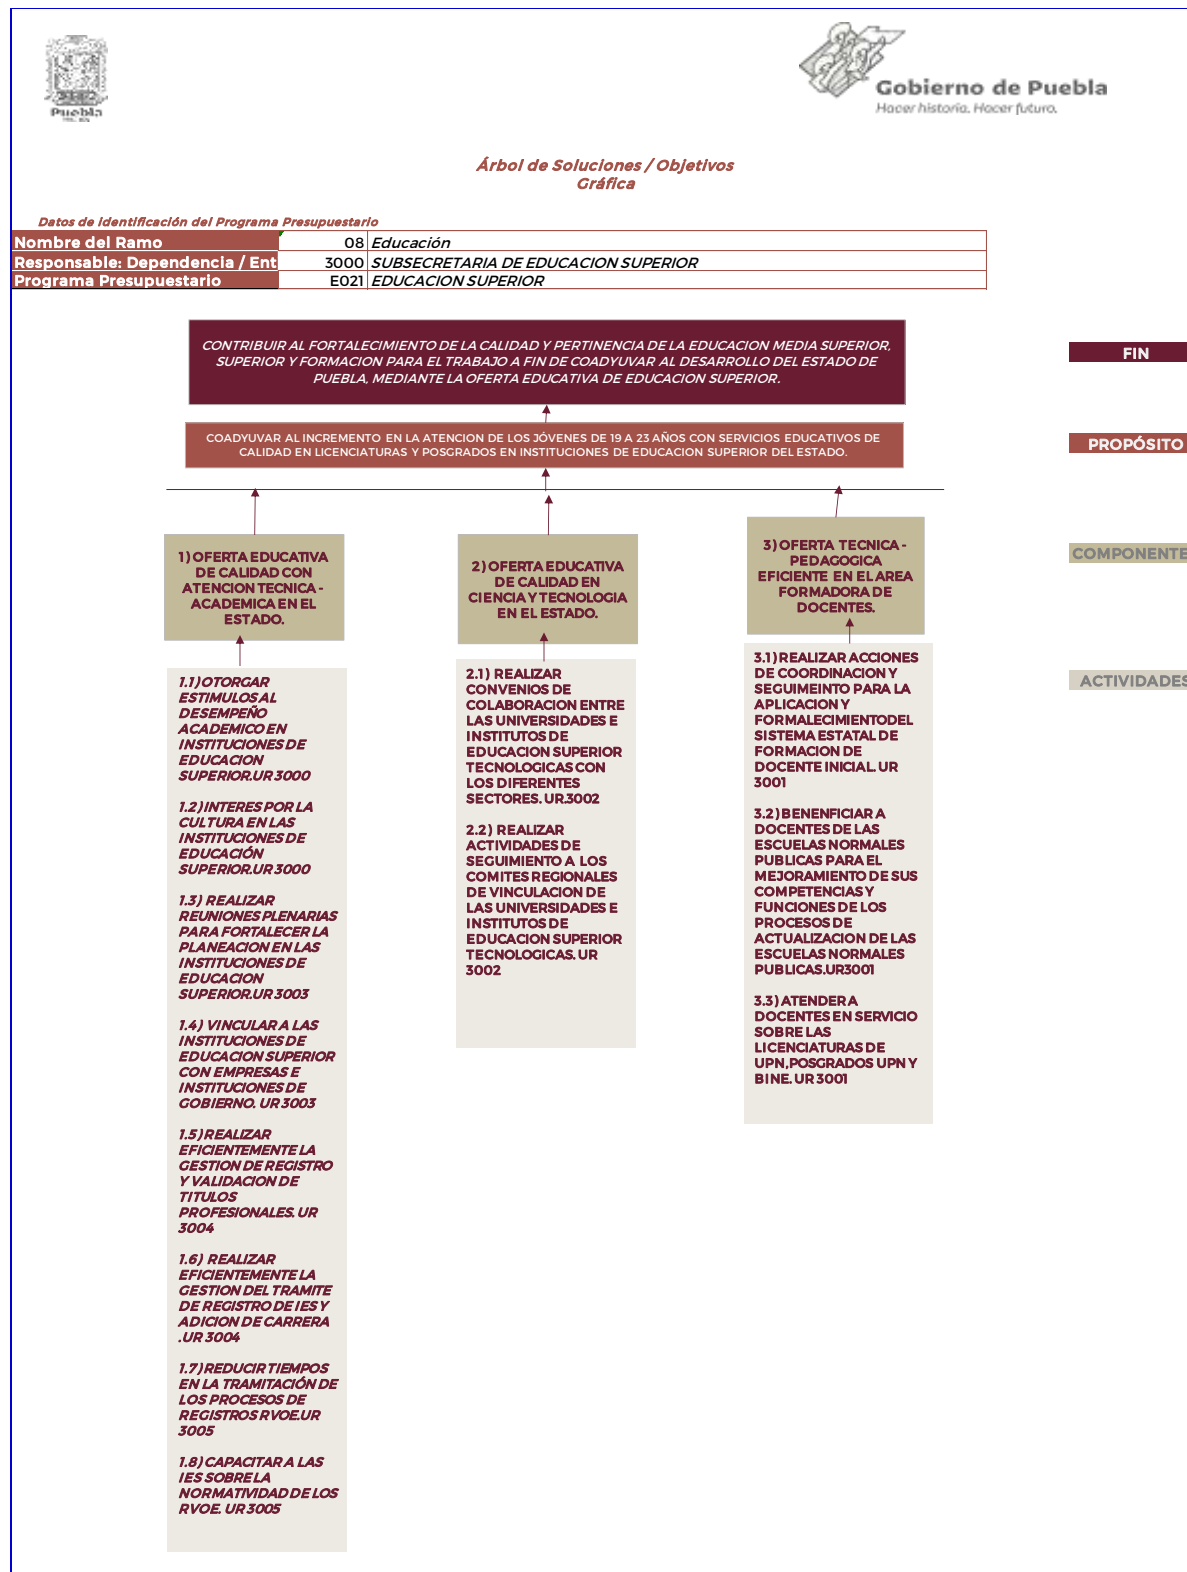 Puebla
Gobierno de Puebla
Hacer historia. Hacer futuro.
Árbol de Soluciones / Objetivos
Gráfica
Datos de Identificación del Programa Presupuestario
Nombre del Ramo 08 Educación
Responsable: Dependencia / Ent 3000 SUBSECRETARIA DE EDUCACION SUPERIOR
Programa Presupuestario E021 EDUCACION SUPERIOR
CONTRIBUIR AL FORTALECIMIENTO DE LA CALIDAD Y PERTINENCIA DE LA EDUCACION MEDIA SUPERIOR,
SUPERIOR Y FORMACION PARA EL TRABAJO A FIN DE COADYUVAR AL DESARROLLO DEL ESTADO DE
PUEBLA, MEDIANTE LA OFERTA EDUCATIVA DE EDUCACION SUPERIOR.
FIN
COADYUVAR AL INCREMENTO EN LA ATENCION DE LOS JÓVENES DE 19 A 23 AÑOS CON SERVICIOS EDUCATIVOS DE
CALIDAD EN LICENCIATURAS Y POSGRADOS EN INSTITUCIONES DE EDUCACION SUPERIOR DEL ESTADO.
PROPÓSITO
1) OFERTA EDUCATIVA
DE CALIDAD CON
ATENCION TECNICA -
ACADEMICA EN EL
ESTADO.
2) OFERTA EDUCATIVA
DE CALIDAD EN
CIENCIA Y TECNOLOGIA
EN EL ESTADO.
3) OFERTA TECNICA -
PEDAGOGICA
EFICIENTE EN EL AREA
FORMADORA DE
DOCENTES.
COMPONENTE
1.1) OTORGAR
ESTIMULOS AL
DESEMPEÑO
ACADEMICO EN
INSTITUCIONES DE
EDUCACION
SUPERIOR.UR 3000
1.2) INTERES POR LA
CULTURA EN LAS
INSTITUCIONES DE
EDUCACIÓN
SUPERIOR.UR 3000
1.3) REALIZAR
REUNIONES PLENARIAS
PARA FORTALECER LA
PLANEACION EN LAS
INSTITUCIONES DE
EDUCACION
SUPERIOR.UR 3003
1.4) VINCULAR A LAS
INSTITUCIONES DE
EDUCACION SUPERIOR
CON EMPRESAS E
INSTITUCIONES DE
GOBIERNO. UR 3003
1.5) REALIZAR
EFICIENTEMENTE LA
GESTION DE REGISTRO
Y VALIDACION DE
TITULOS
PROFESIONALES. UR
3004
1.6) REALIZAR
EFICIENTEMENTE LA
GESTION DEL TRAMITE
DE REGISTRO DE IES Y
ADICION DE CARRERA
.UR 3004
1.7) REDUCIR TIEMPOS
EN LA TRAMITACIÓN DE
LOS PROCESOS DE
REGISTROS RVOE.UR
3005
1.8) CAPACITAR A LAS
IES SOBRE LA
NORMATIVIDAD DE LOS
RVOE. UR 3005
2.1) REALIZAR
CONVENIOS DE
COLABORACION ENTRE
LAS UNIVERSIDADES E
INSTITUTOS DE
EDUCACION SUPERIOR
TECNOLOGICAS CON
LOS DIFERENTES
SECTORES. UR.3002
2.2) REALIZAR
ACTIVIDADES DE
SEGUIMIENTO A LOS
COMITES REGIONALES
DE VINCULACION DE
LAS UNIVERSIDADES E
INSTITUTOS DE
EDUCACION SUPERIOR
TECNOLOGICAS. UR
3002
3.1) REALIZAR ACCIONES
DE COORDINACION Y
SEGUIMEINTO PARA LA
APLICACION Y
FORMALECIMIENTODEL
SISTEMA ESTATAL DE
FORMACION DE
DOCENTE INICIAL. UR
3001
3.2) BENENFICIAR A
DOCENTES DE LAS
ESCUELAS NORMALES
PUBLICAS PARA EL
MEJORAMIENTO DE SUS
COMPETENCIAS Y
FUNCIONES DE LOS
PROCESOS DE
ACTUALIZACION DE LAS
ESCUELAS NORMALES
PUBLICAS.UR3001
3.3) ATENDER A
DOCENTES EN SERVICIO
SOBRE LAS
LICENCIATURAS DE
UPN,POSGRADOS UPN Y
BINE. UR 3001
ACTIVIDADES